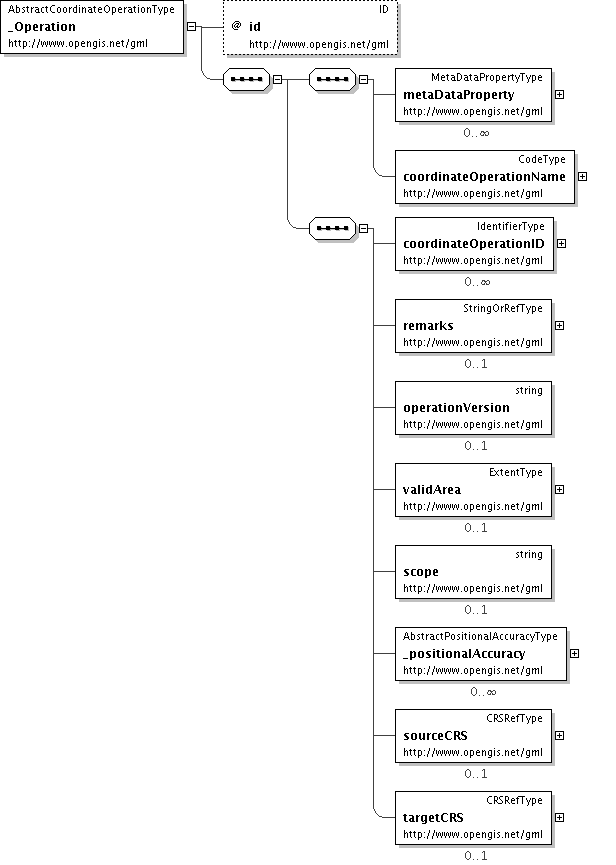 AbstractCoordinateOperationType
_Operation
http://www.opengis.net/gml
ID
@ id
http://www.opengis.net/gml
MetaDataPropertyType
metaDataProperty
http://www.opengis.net/gml
0..∞
CodeType
coordinateOperationName
http://www.opengis.net/gml
IdentifierType
coordinateOperationID
http://www.opengis.net/gml
0..∞
StringOrRefType
remarks
http://www.opengis.net/gml
0..1
string
operationVersion
http://www.opengis.net/gml
0..1
ExtentType
validArea
http://www.opengis.net/gml
0..1
string
scope
http://www.opengis.net/gml
0..1
AbstractPositionalAccuracyType
_positionalAccuracy
http://www.opengis.net/gml
0..∞
CRSRefType
sourceCRS
http://www.opengis.net/gml
0..1
CRSRefType
targetCRS
http://www.opengis.net/gml
0..1